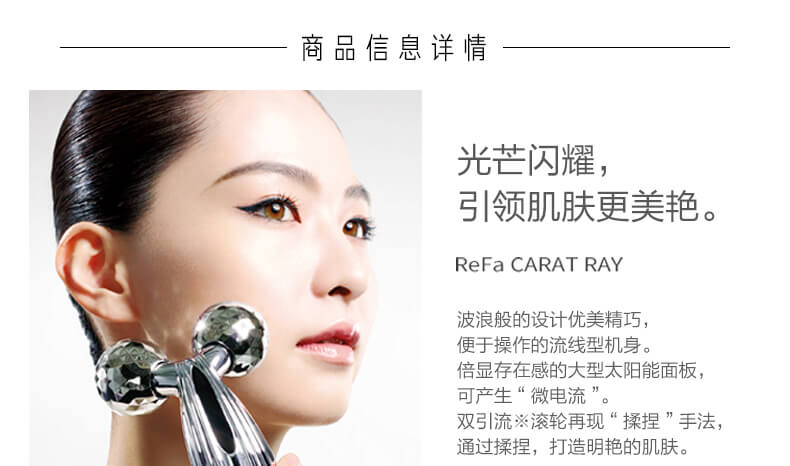 商品信息详情
光芒闪耀，
引领肌肤更美艳。
ReFa CARAT RAY
波浪般的设计优美精巧，
便于操作的流线型机身。
倍显存在感的大型太阳能面板，
可产生“微电流”。
双引流※滚轮再现“揉捏”手法，
通过揉捏，打造明艳的肌肤。